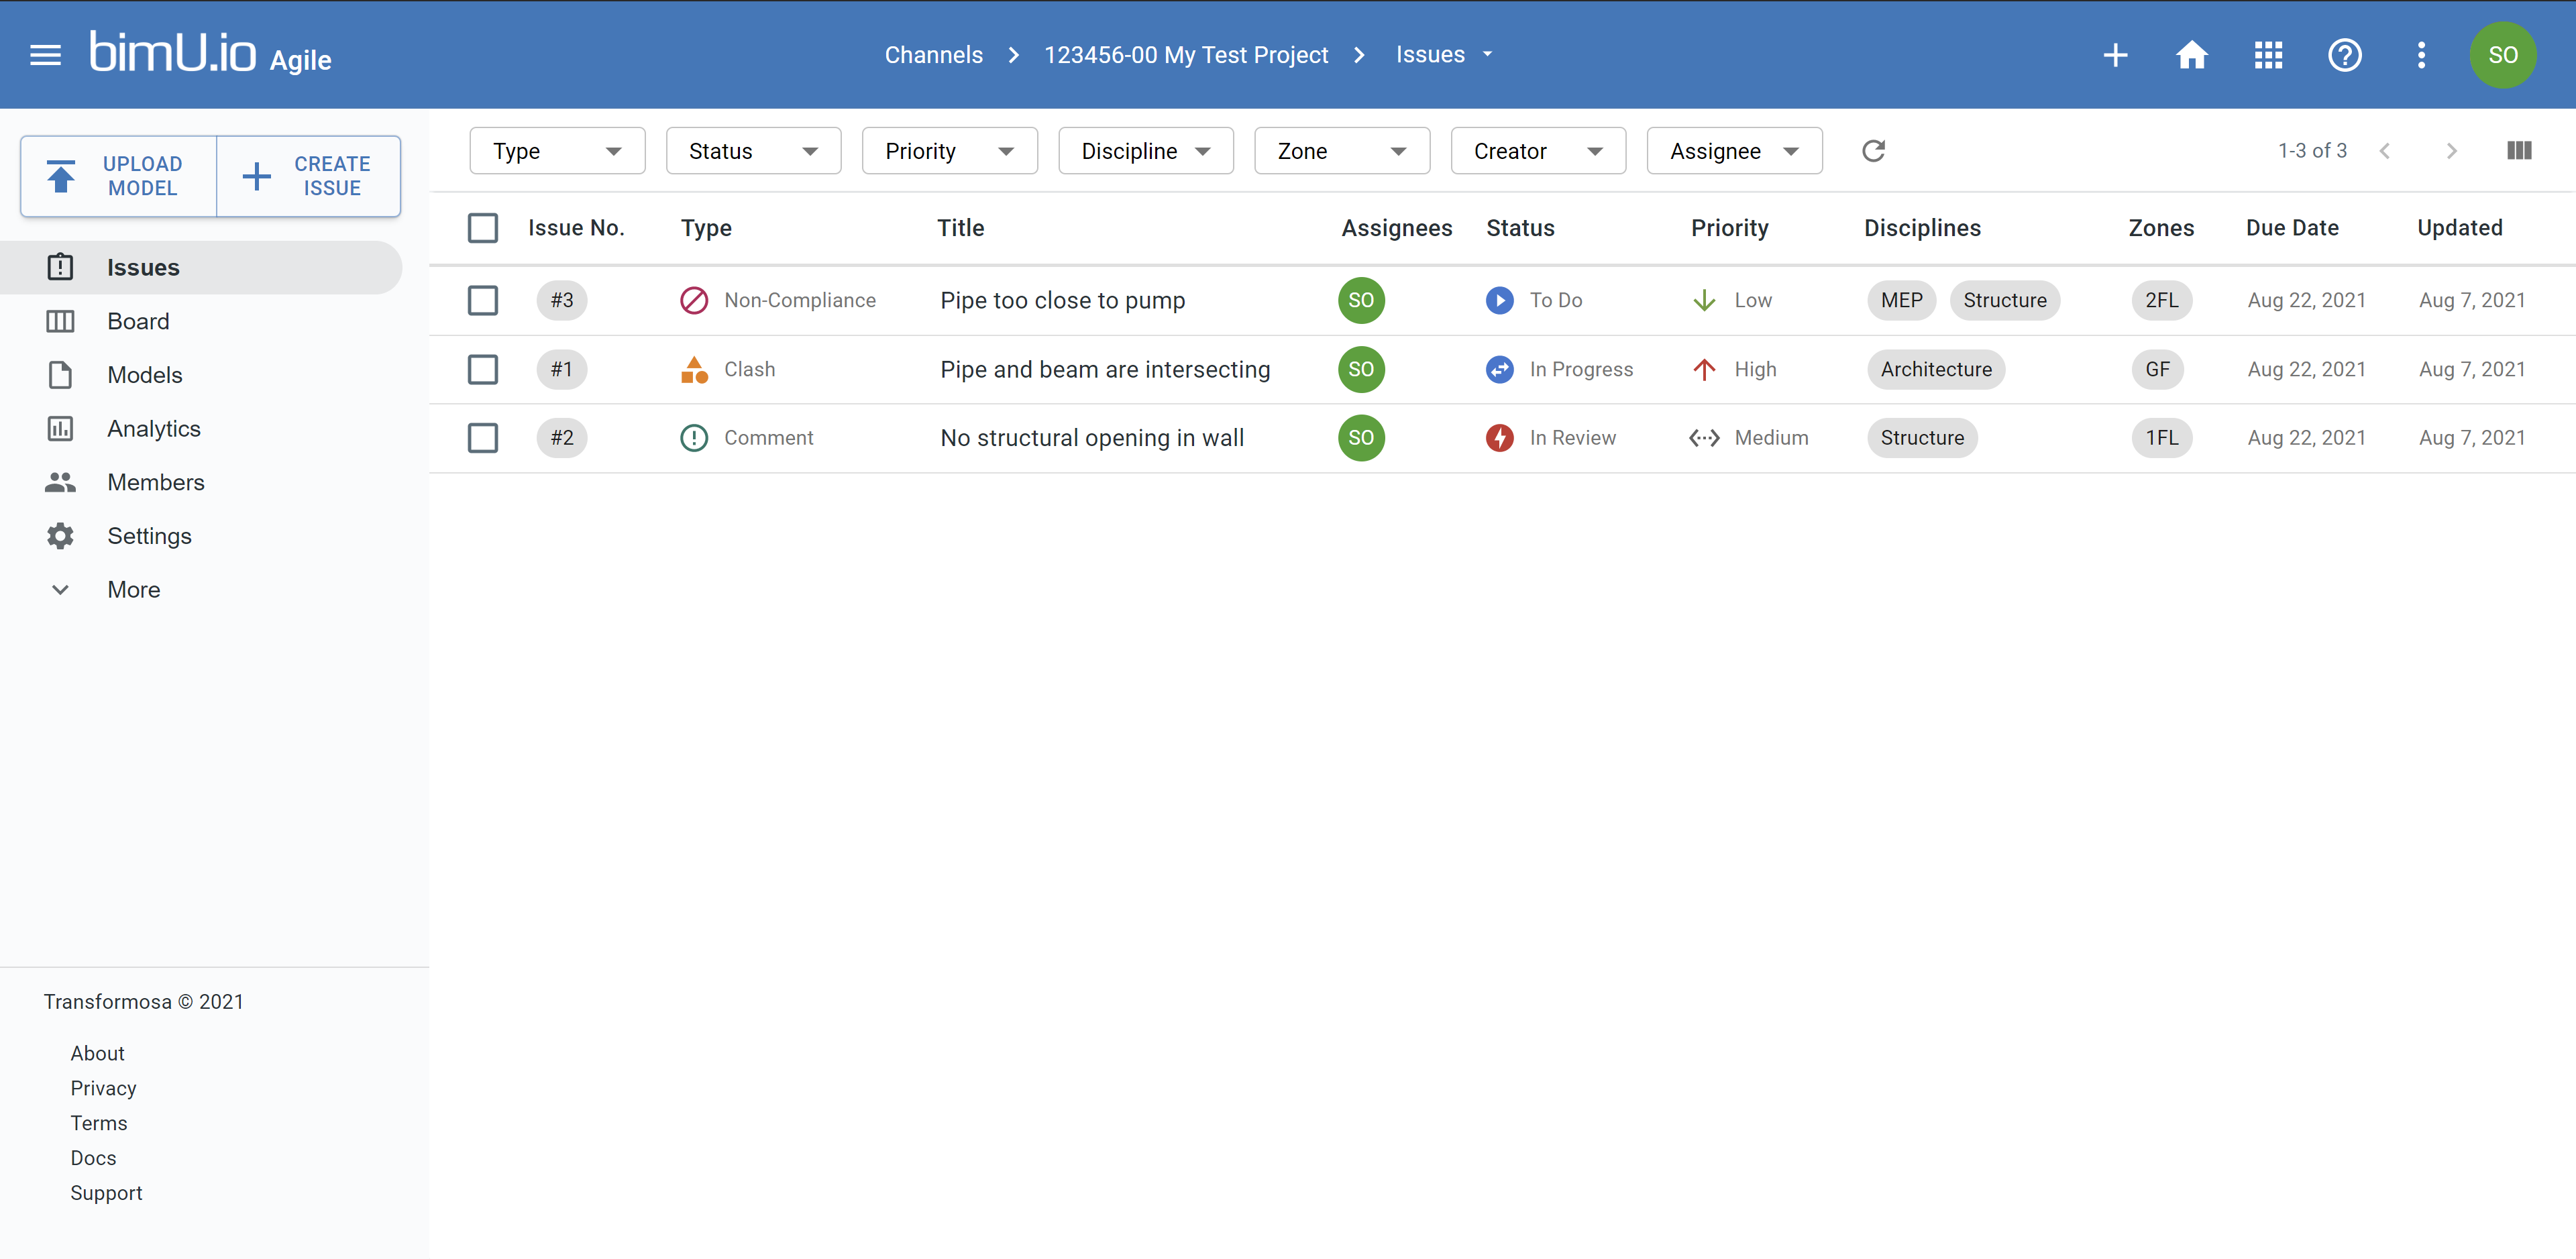 bimU.io Agile
Channels 123456-00 My Test Project Issues
SO
UPLOAD MODEL
CREATE ISSUE
Issues
Board
Models
Analytics
Members
Settings
More
Transformosa © 2021
About
Privacy
Terms
Docs
Support
Type Status Priority Discipline Zone Creator Assignee 1-3 of 3
Issue No. Type Title Assignees Status Priority Disciplines Zones Due Date Updated
#3 Non-Compliance Pipe too close to pump SO To Do Low MEP Structure 2FL Aug 22, 2021 Aug 7, 2021
#1 Clash Pipe and beam are intersecting SO In Progress High Architecture GF Aug 22, 2021 Aug 7, 2021
#2 Comment No structural opening in wall SO In Review Medium Structure 1FL Aug 22, 2021 Aug 7, 2021